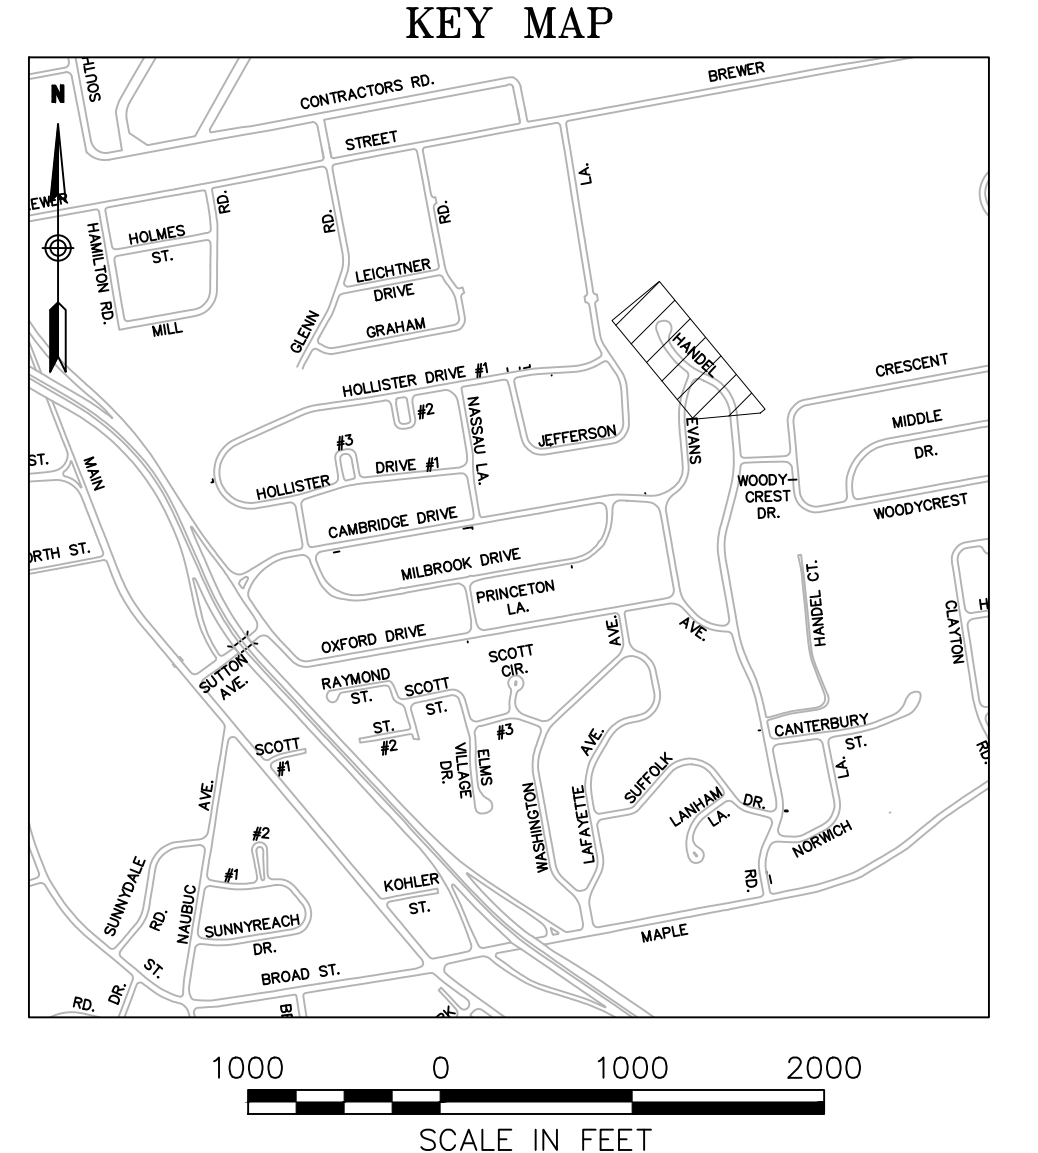 KEY MAP
SOUTH
N
CONTRACTORS RD.
BREWER
STREET
LA.
EWER
RD.
RD.
RD.
HAMILTON RD.
HOLMES
ST.
LEICHTNER
DRIVE
MILL
GLENN
GRAHAM
HANDEL
HOLLISTER DRIVE #1
CRESCENT
#2
NASSAU LA.
MIDDLE
DR.
#3
JEFFERSON
EVANS
ST.
MAIN
DRIVE #1
HOLLISTER
WOODY-
CREST
DR.
WOODYCREST
CAMBRIDGE DRIVE
ORTH ST.
MILBROOK DRIVE
HANDEL CT.
PRINCETON
LA.
CLAYTON
H
OXFORD DRIVE
AVE.
AVE.
SUTTON
AVE.
RAYMOND
ST.
SCOTT
CIR.
SCOTT
ST.
ST.
#2
#3
CANTERBURY
ST.
RD.
SCOTT
#1
VILLAGE
DR.
ELMS
AVE.
LA.
AVE.
SUFFOLK
LANHAM
LA.
DR.
WASHINGTON
LAFAYETTE
NORWICH
#2
#1
SUNNYDALE
RD.
NAUBUC
KOHLER
ST.
RD.
SUNNYREACH
DR.
MAPLE
ST.
BROAD ST.
RD.
DR.
BR
RK
1000 0 1000 2000
SCALE IN FEET